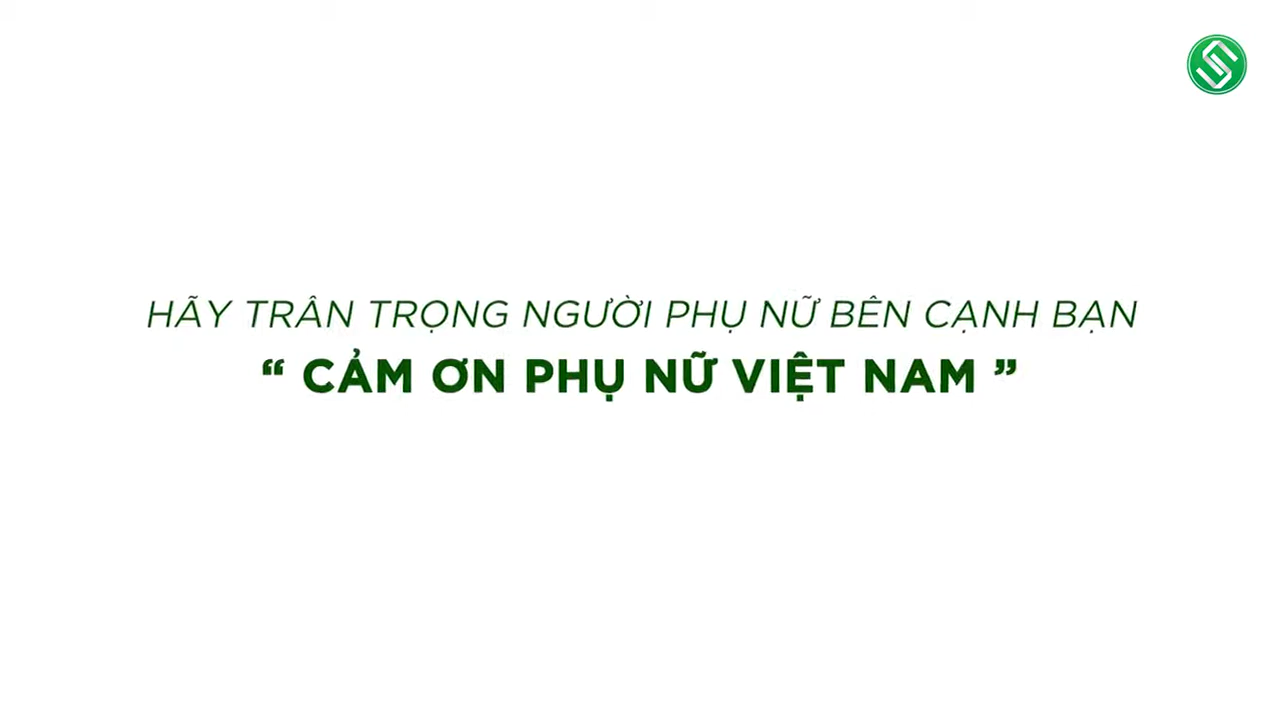 HÃY TRÂN TRỌNG NGƯỜI PHỤ NỮ BÊN CẠNH BẠN
“ CẢM ƠN PHỤ NỮ VIỆT NAM ”